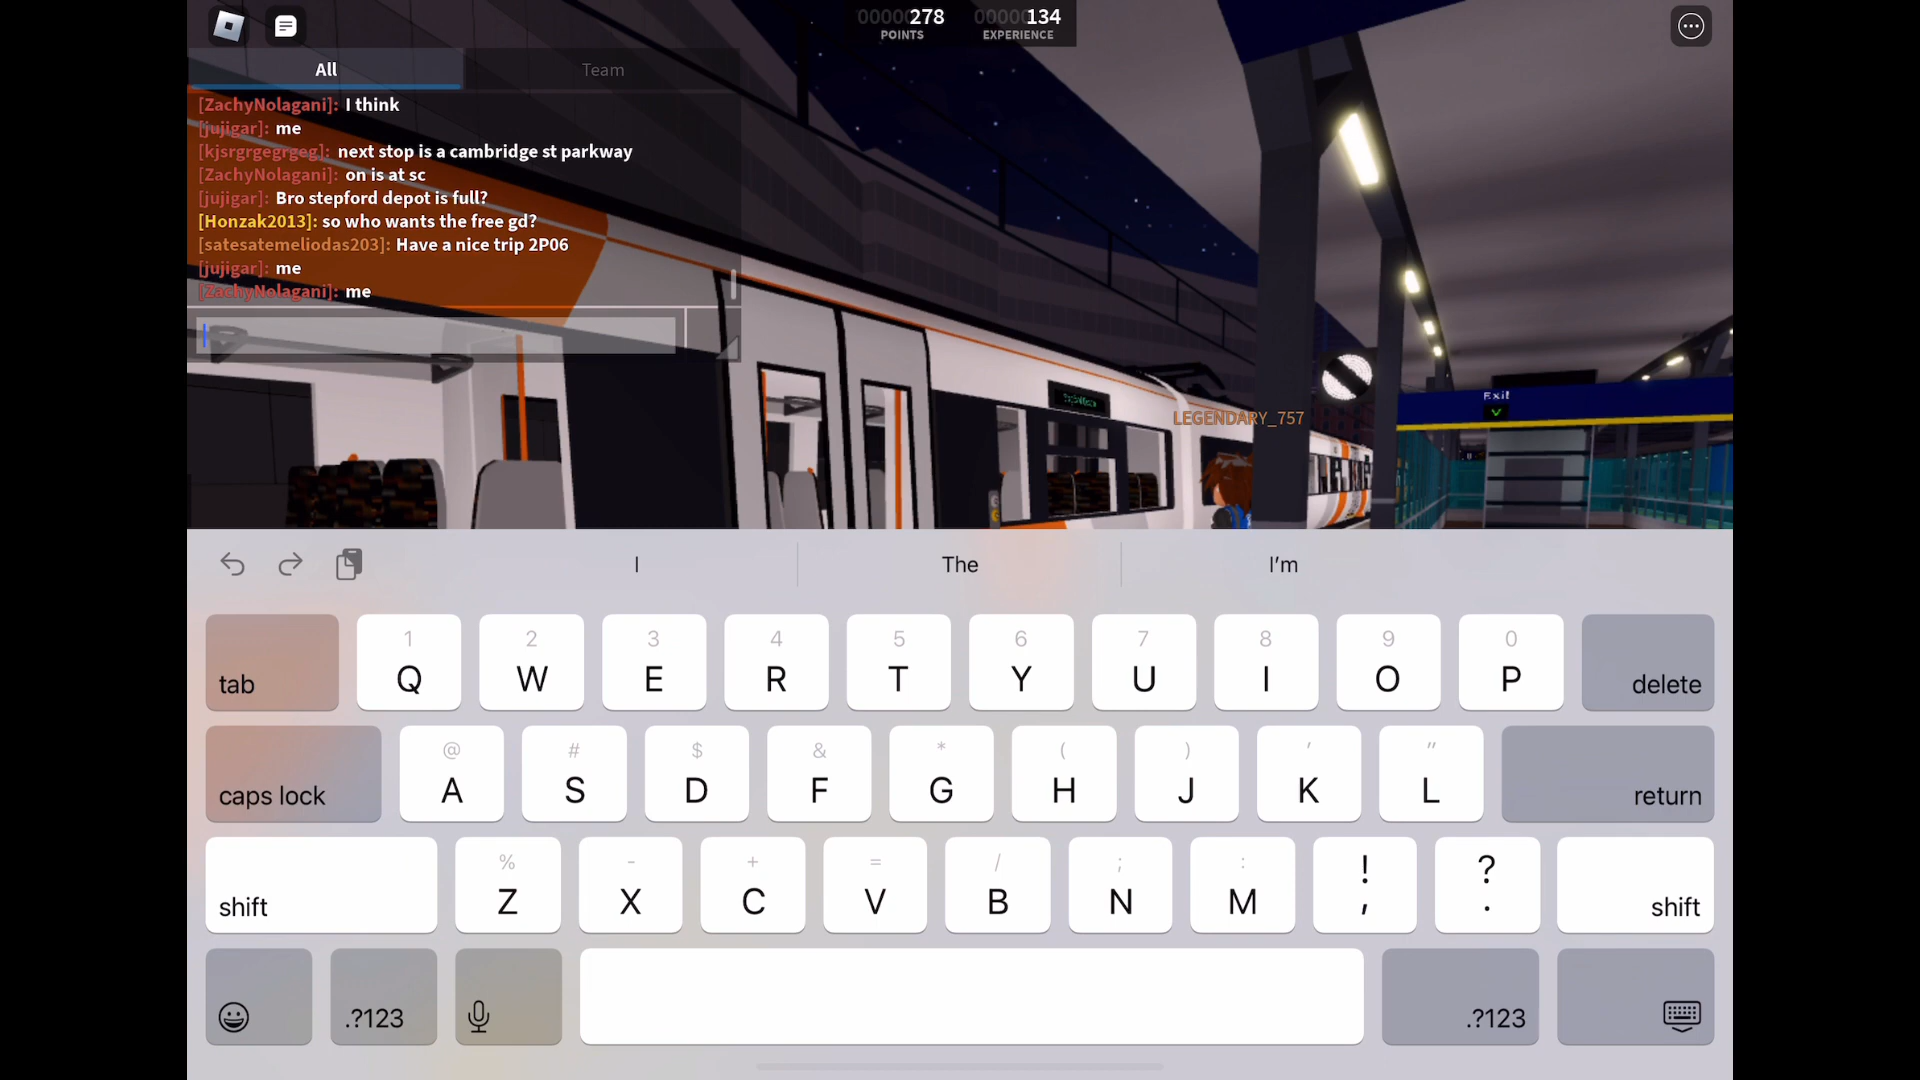 00000278
POINTS
00000134
EXPERIENCE
All
Team
[ZachyNolagani]: I think
[jujigar]: me
[kjsrgrgegrgeg]: next stop is a cambridge st parkway
[ZachyNolagani]: on is at sc
[jujigar]: Bro stepford depot is full?
[Honzak2013]: so who wants the free gd?
[satesatemeliodas203]: Have a nice trip 2P06
[jujigar]: me
[ZachyNolagani]: me
LEGENDARY_757
Exit
I
The
I’m
tab
1 2 3 4 5 6 7 8 9 0
Q W E R T Y U I O P
delete
caps lock
@ # $ & * ( ) ' "
A S D F G H J K L
return
shift
% - + = / ; : ! ?
Z X C V B N M , .
shift
.?123
.?123